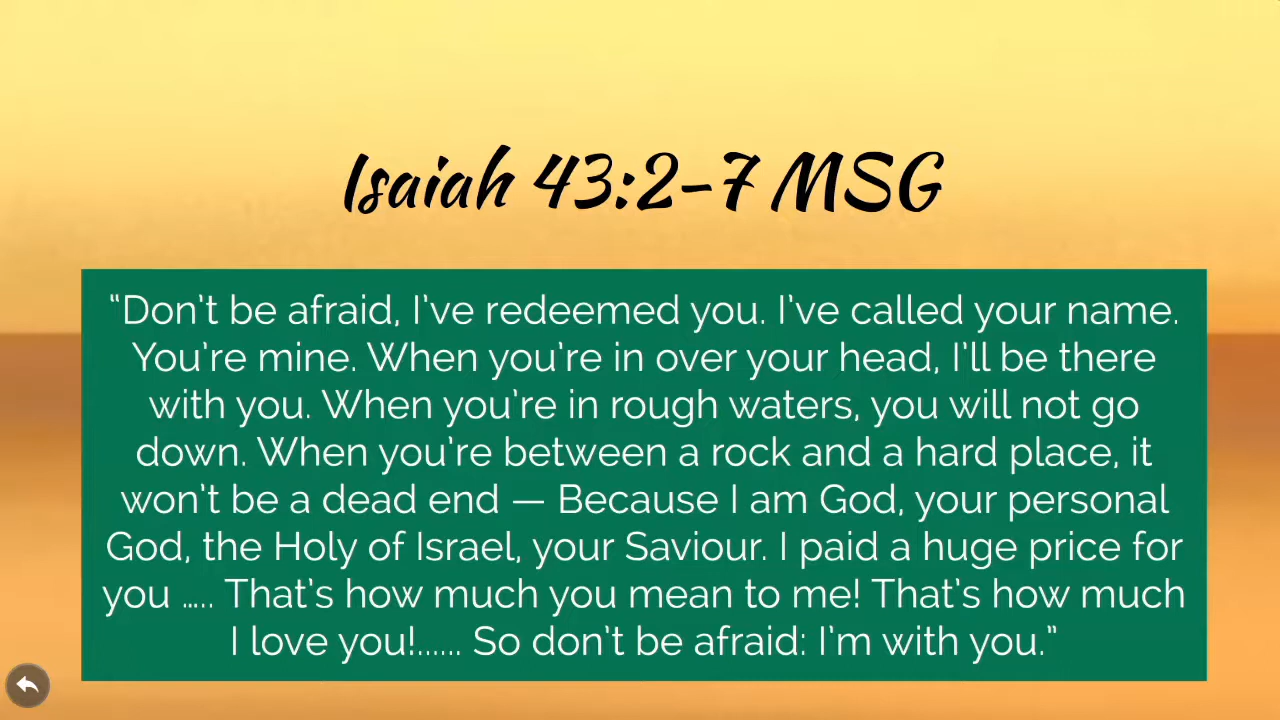 Isaiah 43:2-7 MSG
“Don’t be afraid, I’ve redeemed you. I’ve called your name.
You’re mine. When you’re in over your head, I’ll be there
with you. When you’re in rough waters, you will not go
down. When you’re between a rock and a hard place, it
won’t be a dead end — Because I am God, your personal
God, the Holy of Israel, your Saviour. I paid a huge price for
you ..... That’s how much you mean to me! That’s how much
I love you!...... So don’t be afraid: I’m with you.”